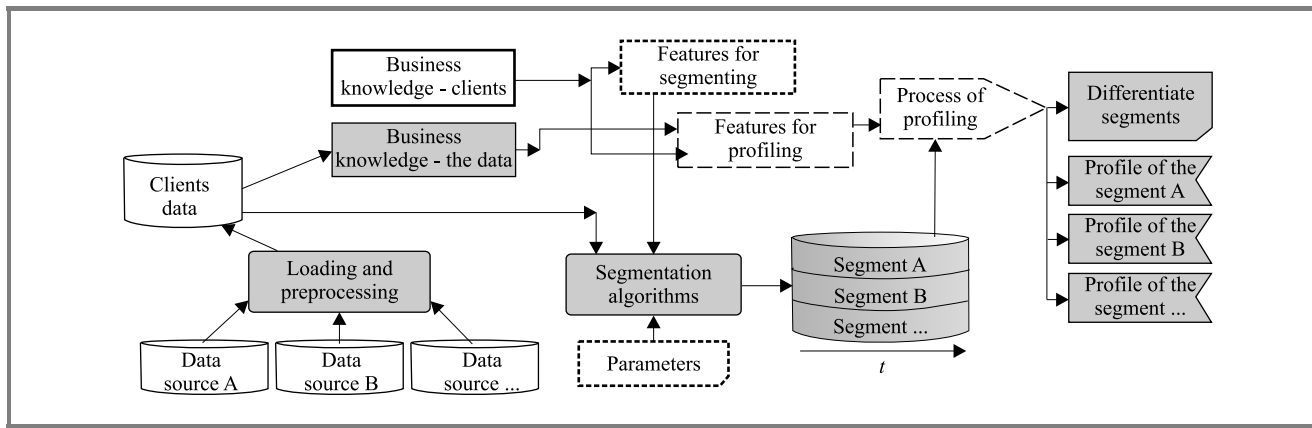 Business
knowledge - clients
Features for
segmenting
Process of
profiling
Differentiate
segments
Business
knowledge - the data
Features for
profiling
Clients
data
Profile of the
segment A
Profile of the
segment B
Profile of the
segment ...
Loading and
preprocessing
Segmentation
algorithms
Segment A
Segment B
Segment ...
t
Data
source A
Data
source B
Data
source ...
Parameters